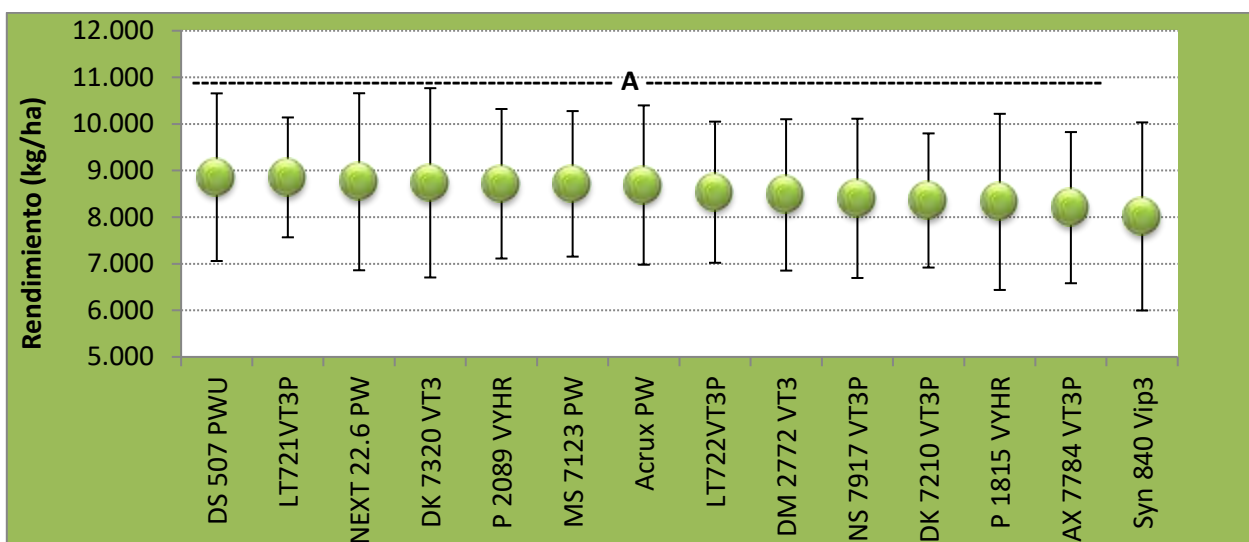 Rendimiento (kg/ha)
12.000
11.000
10.000
9.000
8.000
7.000
6.000
5.000
A
DS 507 PWU
LT721VT3P
NEXT 22.6 PW
DK 7320 VT3
P 2089 VYHR
MS 7123 PW
Acrux PW
LT722VT3P
DM 2772 VT3
NS 7917 VT3P
DK 7210 VT3P
P 1815 VYHR
AX 7784 VT3P
Syn 840 Vip3